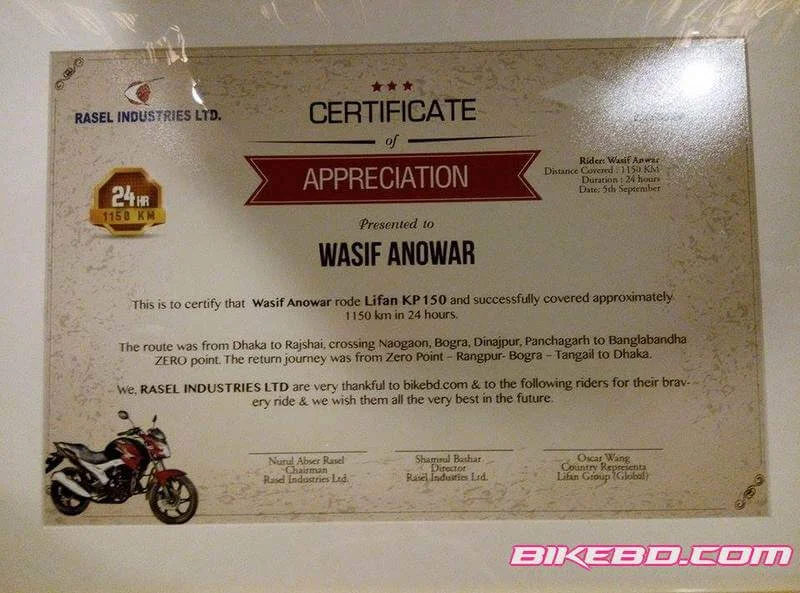 RASEL INDUSTRIES LTD.
CERTIFICATE
of
APPRECIATION
Rider: Wasif Anwar
Distance Covered : 1150 KM
Duration : 24 hours
Date: 5th September
24 HR
1150 KM
Presented to
WASIF ANOWAR
This is to certify that Wasif Anowar rode Lifan KP150 and successfully covered approximately
1150 km in 24 hours.
The route was from Dhaka to Rajshai, crossing Naogaon, Bogra, Dinajpur, Panchagarh to Banglabandha
ZERO point. The return journey was from Zero Point – Rangpur- Bogra – Tangail to Dhaka.
We, RASEL INDUSTRIES LTD are very thankful to bikebd.com & to the following riders for their brav-
ery ride & we wish them all the very best in the future.
Nurul Abser Rasel
Chairman
Rasel Industries Ltd.
Shamsul Bashar
Director
Rasel Industries Ltd.
Oscar Wang
Country Representa
Lifan Group (Global)
BIKEBD.COM